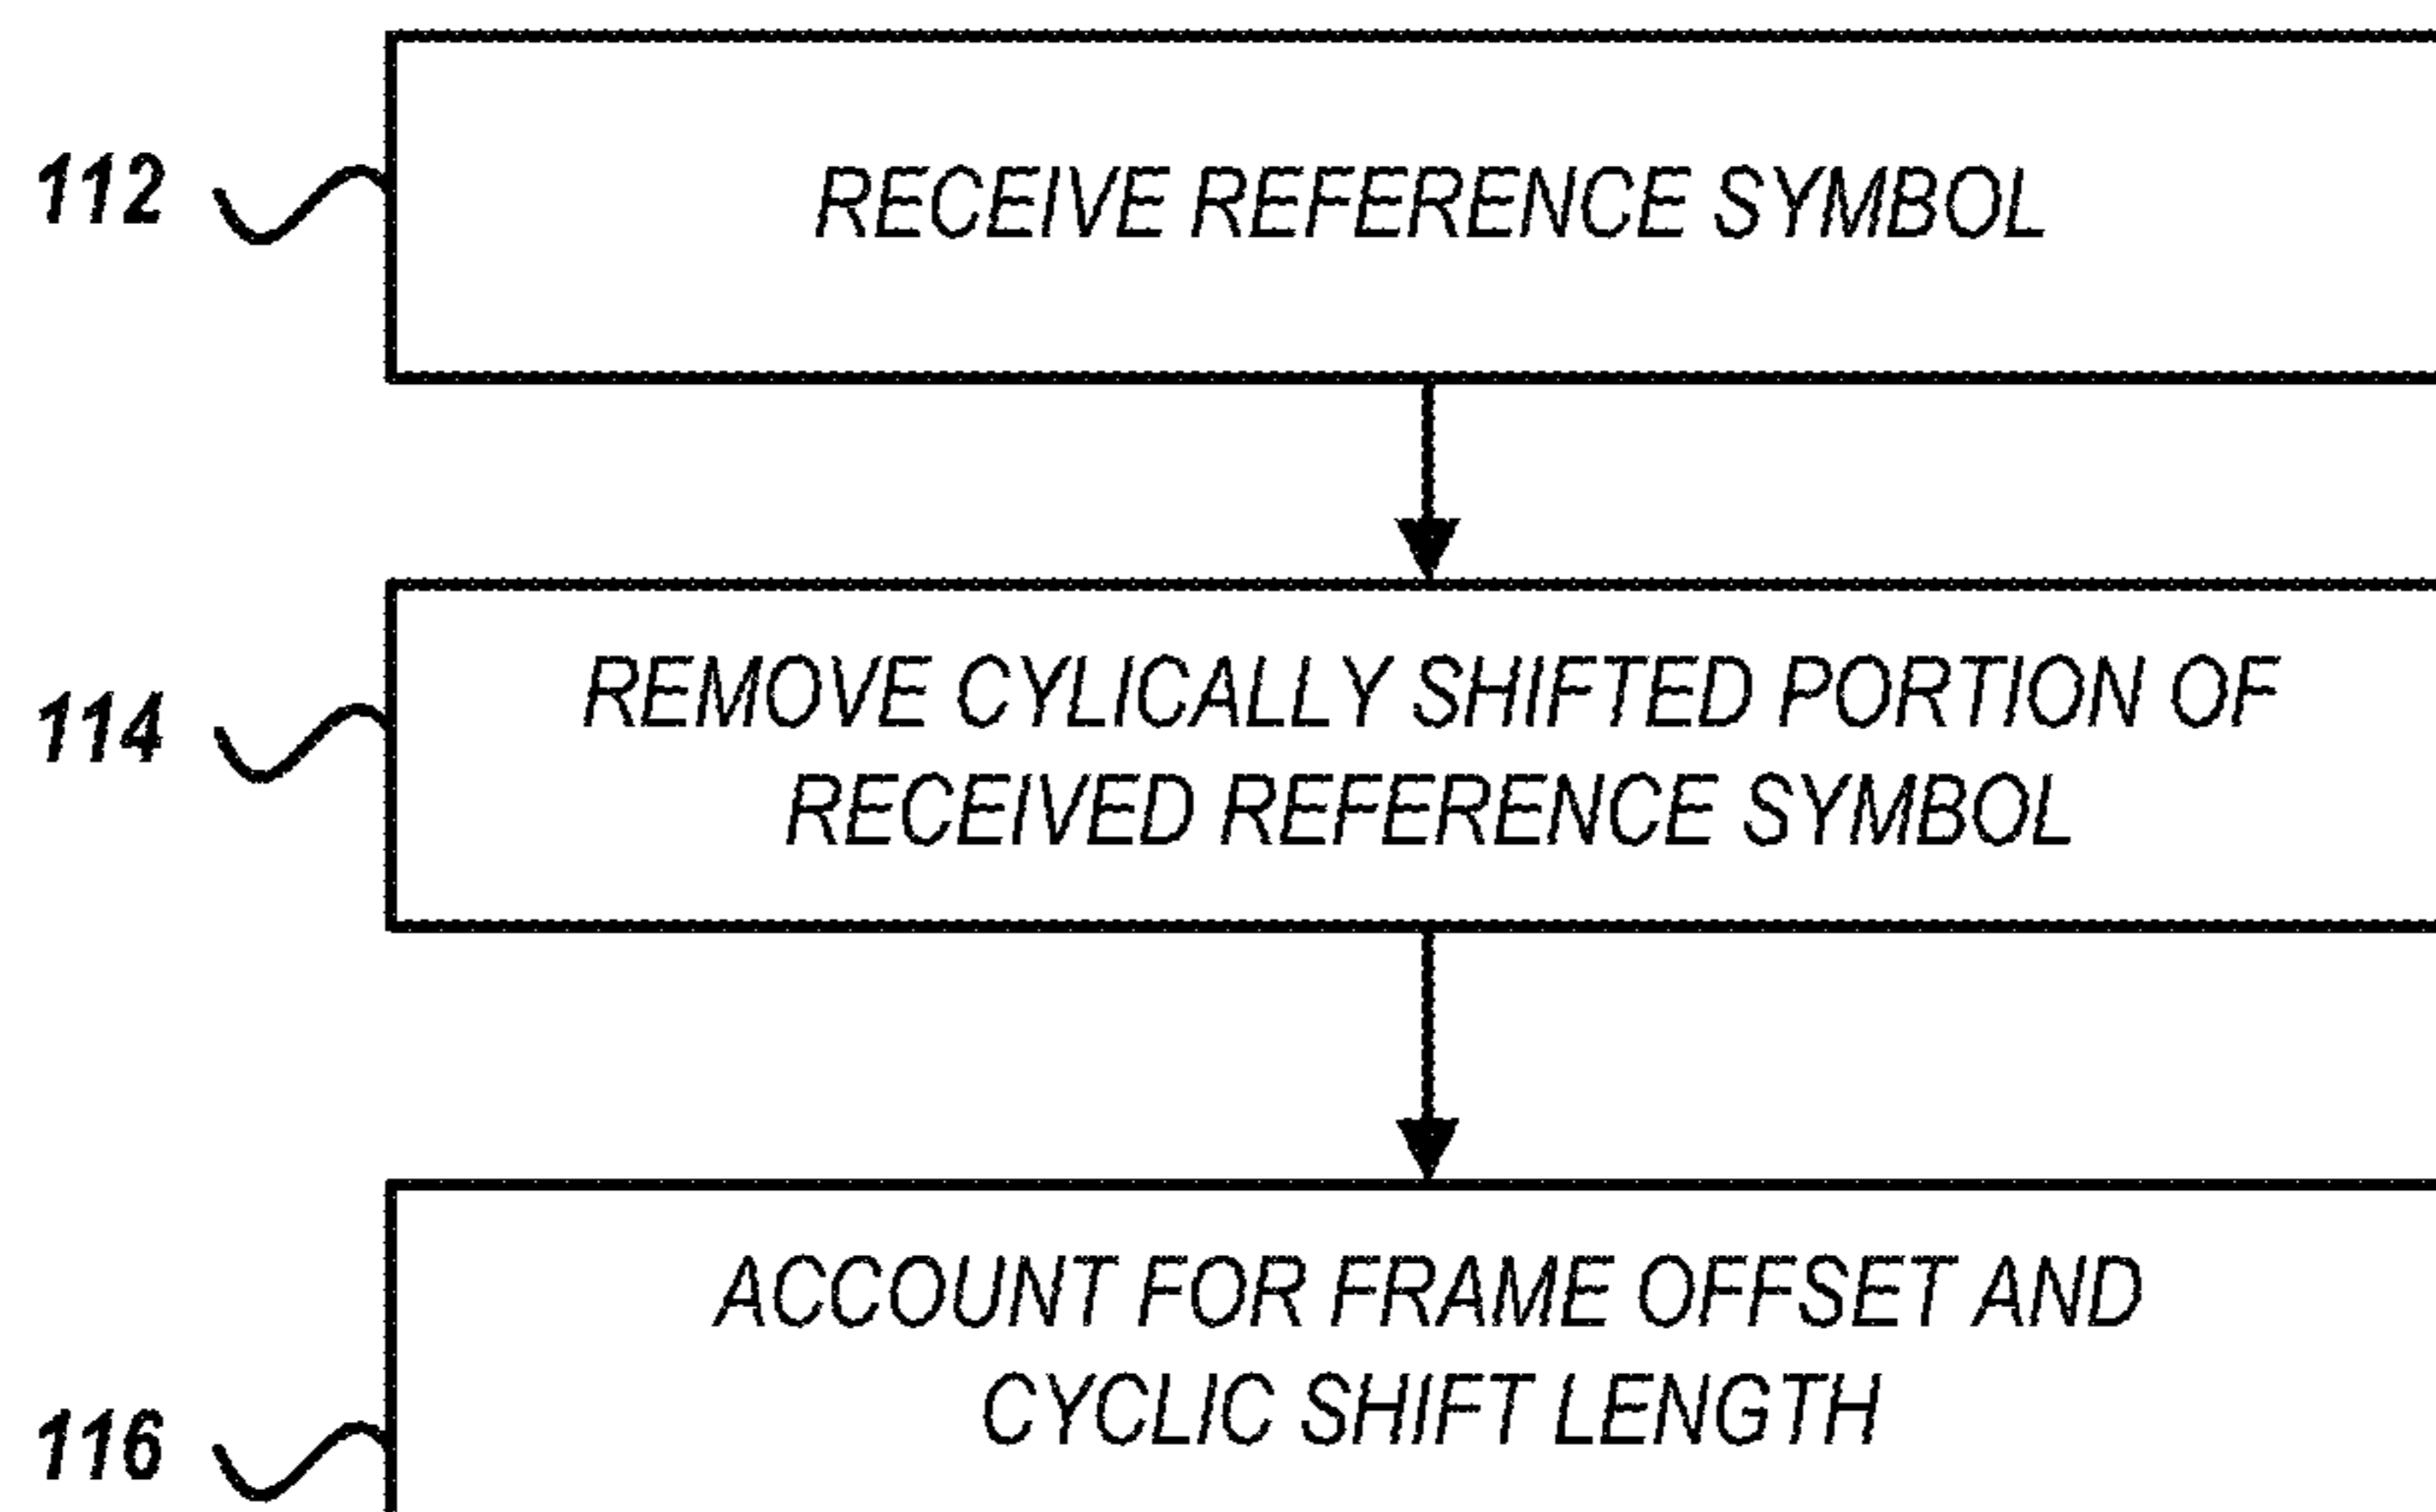 112
RECEIVE REFERENCE SYMBOL
114
REMOVE CYLICALLY SHIFTED PORTION OF
RECEIVED REFERENCE SYMBOL
116
ACCOUNT FOR FRAME OFFSET AND
CYCLIC SHIFT LENGTH